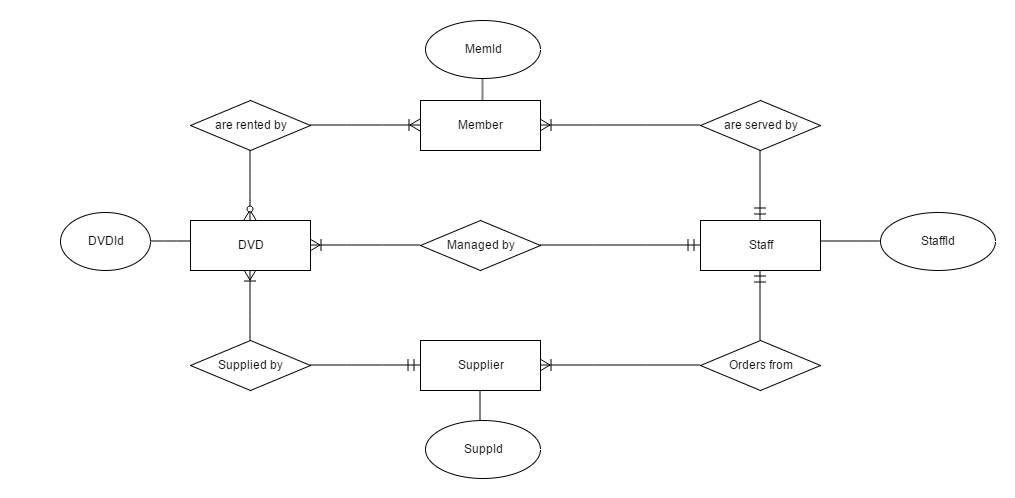 MemId
are rented by
Member
are served by
DVDId
DVD
Managed by
Staff
StaffId
Supplied by
Supplier
Orders from
SuppId